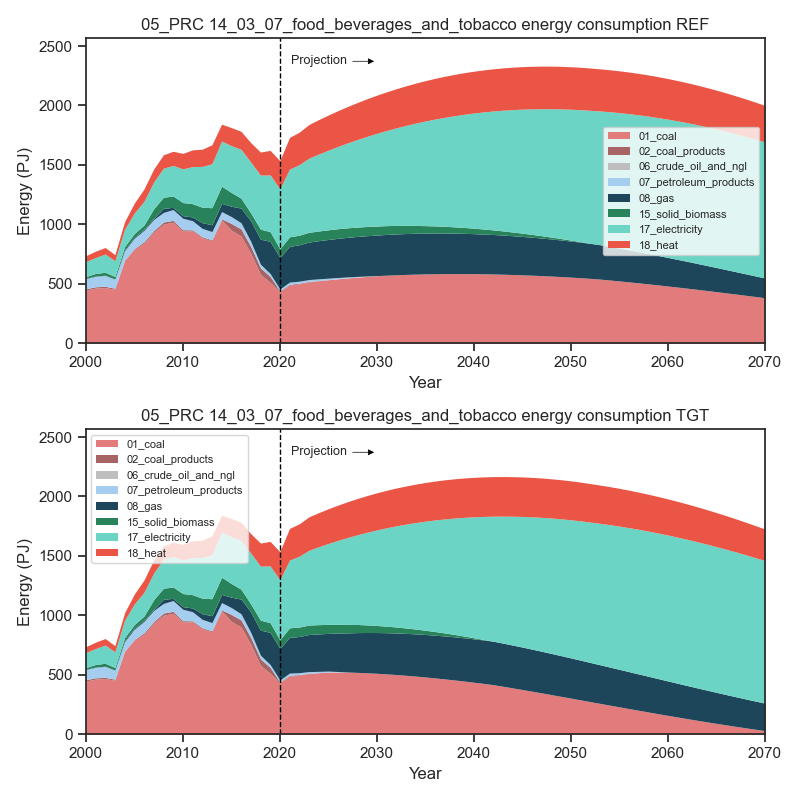 05_PRC 14_03_07_food_beverages_and_tobacco energy consumption REF
2500
2000
1500
1000
500
0
Energy (PJ)
Projection
01_coal
02_coal_products
06_crude_oil_and_ngl
07_petroleum_products
08_gas
15_solid_biomass
17_electricity
18_heat
2000 2010 2020 2030 2040 2050 2060 2070
Year
05_PRC 14_03_07_food_beverages_and_tobacco energy consumption TGT
2500
2000
1500
1000
500
0
Energy (PJ)
01_coal
02_coal_products
06_crude_oil_and_ngl
07_petroleum_products
08_gas
15_solid_biomass
17_electricity
18_heat
Projection
2000 2010 2020 2030 2040 2050 2060 2070
Year